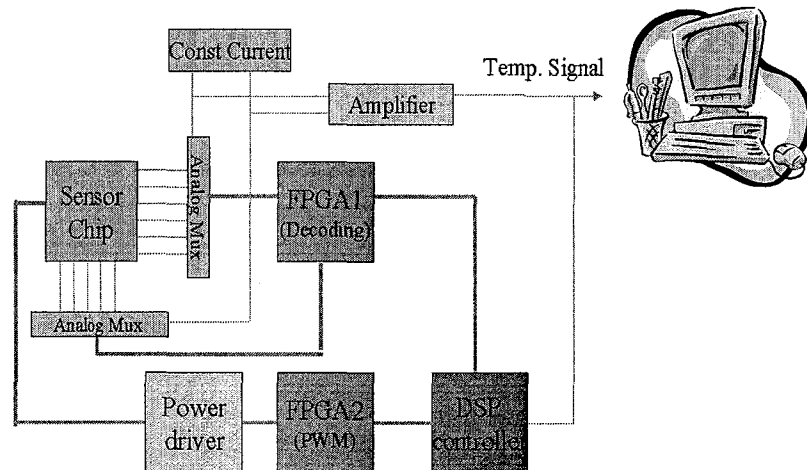 Const Current
Temp. Signal
Amplifier
Analog Mux
Sensor
Chip
FPGA1
(Decoding)
Analog Mux
Power
driver
FPGA2
(PWM)
DSP
controller